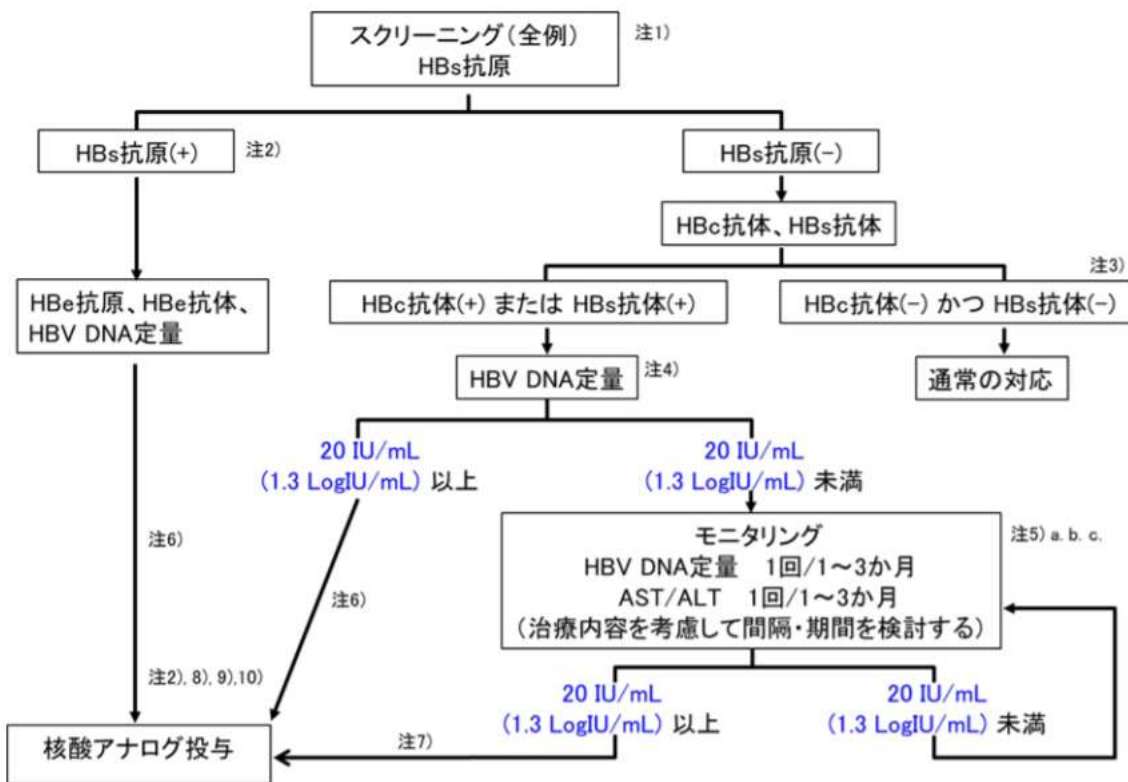 スクリーニング(全例)
HBs抗原
注1)
HBs抗原(+)
注2)
HBs抗原(−)
HBc抗体、HBs抗体
注3)
HBe抗原、HBe抗体、
HBV DNA定量
HBc抗体(+) または HBs抗体(+)
HBc抗体(−) かつ HBs抗体(−)
HBV DNA定量
注4)
通常の対応
20 IU/mL
(1.3 LogIU/mL) 以上
20 IU/mL
(1.3 LogIU/mL) 未満
注6)
注6)
モニタリング
HBV DNA定量 1回/1~3か月
AST/ALT 1回/1~3か月
(治療内容を考慮して間隔・期間を検討する)
注5) a. b. c.
注2), 8), 9),10)
20 IU/mL
(1.3 LogIU/mL) 以上
20 IU/mL
(1.3 LogIU/mL) 未満
核酸アナログ投与
注7)